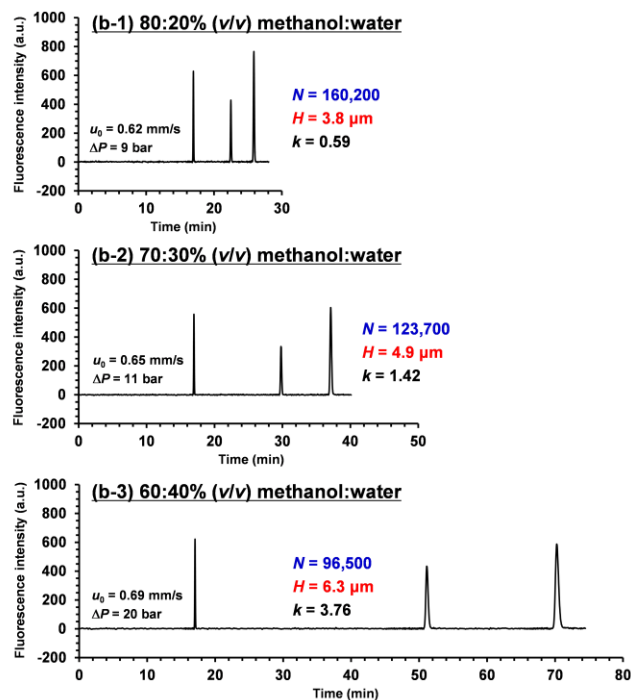 (b-1) 80:20% (v/v) methanol:water
Fluorescence intensity (a.u.)
1000
800
600
400
200
0
-200
u0 = 0.62 mm/s
ΔP = 9 bar
N = 160,200
H = 3.8 µm
k = 0.59
0 10 20 30
Time (min)
(b-2) 70:30% (v/v) methanol:water
Fluorescence intensity (a.u.)
1000
800
600
400
200
0
-200
u0 = 0.65 mm/s
ΔP = 11 bar
N = 123,700
H = 4.9 µm
k = 1.42
0 10 20 30 40 50
Time (min)
(b-3) 60:40% (v/v) methanol:water
Fluorescence intensity (a.u.)
1000
800
600
400
200
0
-200
u0 = 0.69 mm/s
ΔP = 20 bar
N = 96,500
H = 6.3 µm
k = 3.76
0 10 20 30 40 50 60 70 80
Time (min)